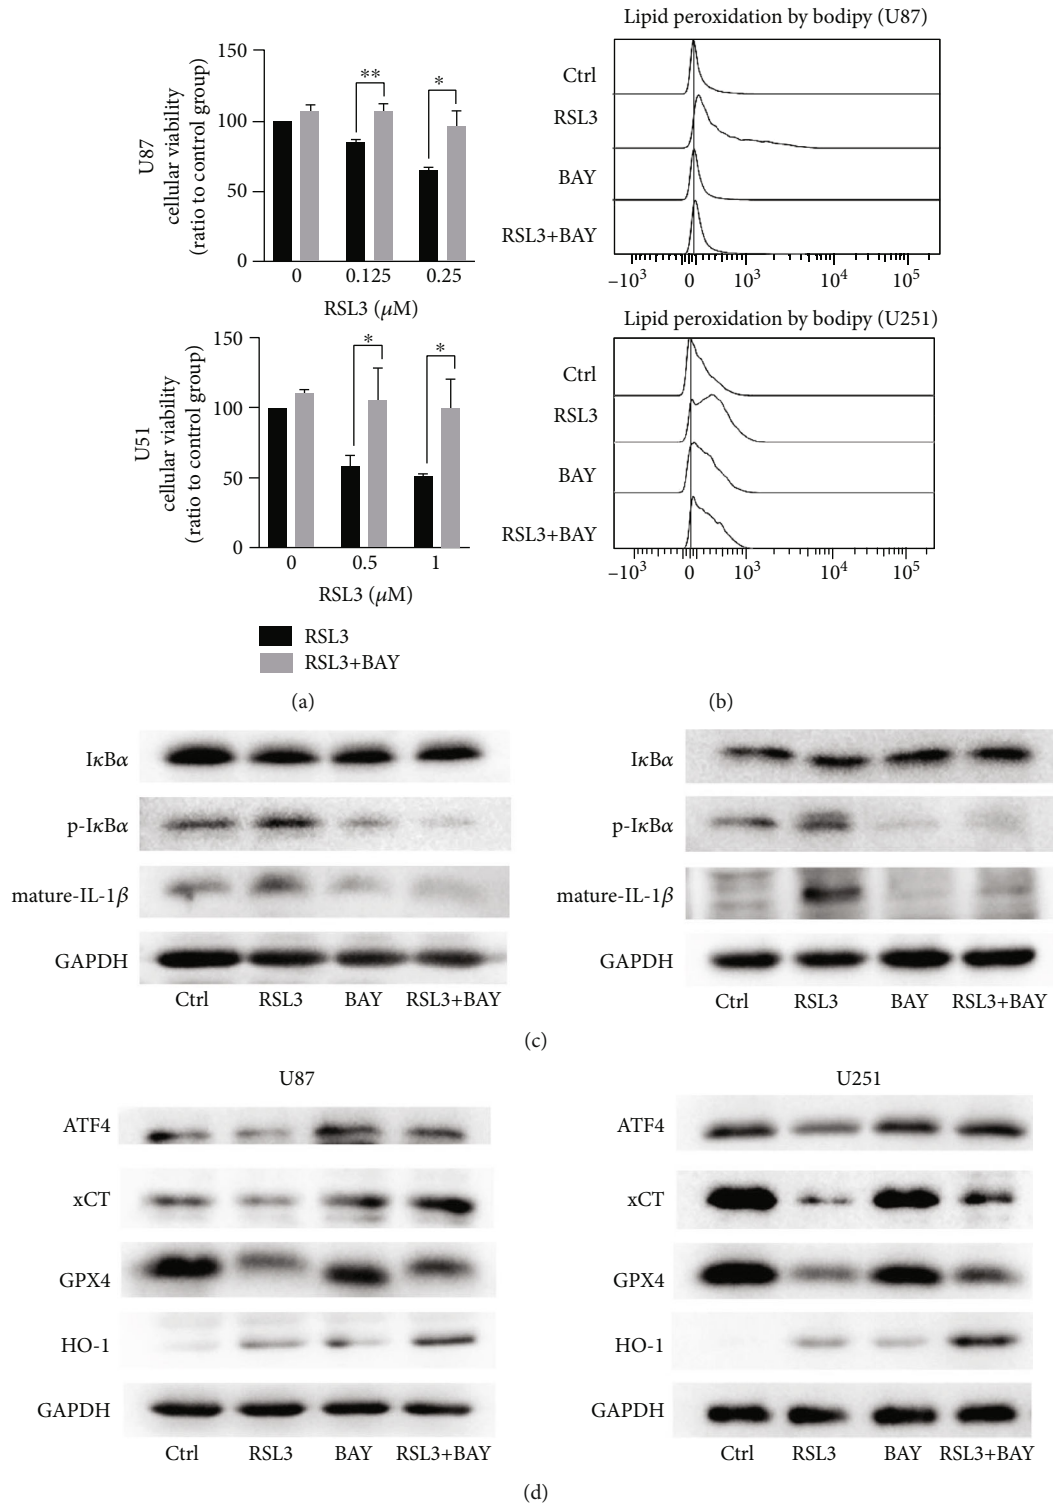 U87
cellular viability
(ratio to control group)
150
100
50
0
**
*
0 0.125 0.25
RSL3 (μM)
U51
cellular viability
(ratio to control group)
150
100
50
0
*
*
0 0.5 1
RSL3 (μM)
RSL3
RSL3+BAY
(a)
Lipid peroxidation by bodipy (U87)
Ctrl
RSL3
BAY
RSL3+BAY
–10³ 0 10³ 10⁴ 10⁵
Lipid peroxidation by bodipy (U251)
Ctrl
RSL3
BAY
RSL3+BAY
–10³ 0 10³ 10⁴ 10⁵
(b)
IκBα
p-IκBα
mature-IL-1β
GAPDH
Ctrl RSL3 BAY RSL3+BAY
IκBα
p-IκBα
mature-IL-1β
GAPDH
Ctrl RSL3 BAY RSL3+BAY
(c)
U87
ATF4
xCT
GPX4
HO-1
GAPDH
Ctrl RSL3 BAY RSL3+BAY
U251
ATF4
xCT
GPX4
HO-1
GAPDH
Ctrl RSL3 BAY RSL3+BAY
(d)